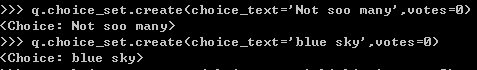 >>> q.choice_set.create(choice_text='Not soo many',votes=0)
<Choice: Not soo many>
>>> q.choice_set.create(choice_text='blue sky',votes=0)
<Choice: blue sky>